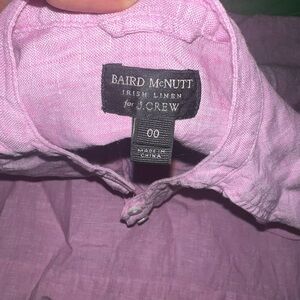 BAIRD McNUTT
IRISH LINEN
for J.CREW
00
MADE IN
CHINA